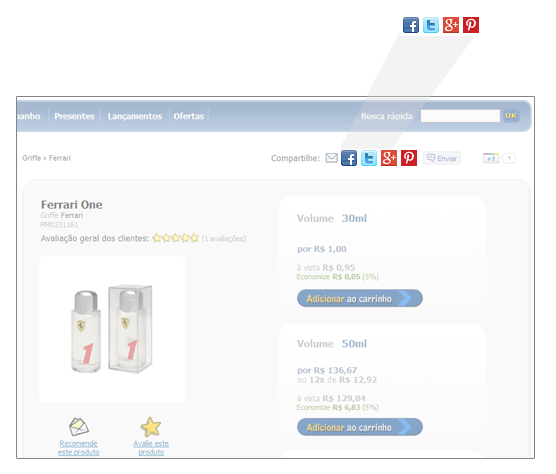 f t g+ P
anho Presentes Lançamentos Ofertas Busca rápida OK
Griffe » Ferrari
Compartilhe: f t g+ P Enviar +1 1
Ferrari One
Griffe Ferrari
PM0331161
Avaliação geral dos clientes: (1 avaliações)
1 1
Recomende
este produto
Avalie este
produto
Volume 30ml
por R$ 1,00
à vista R$ 0,95
Economize R$ 0,05 (5%)
Adicionar ao carrinho
Volume 50ml
por R$ 136,67
ou 12x de R$ 12,92
à vista R$ 129,84
Economize R$ 6,83 (5%)
Adicionar ao carrinho